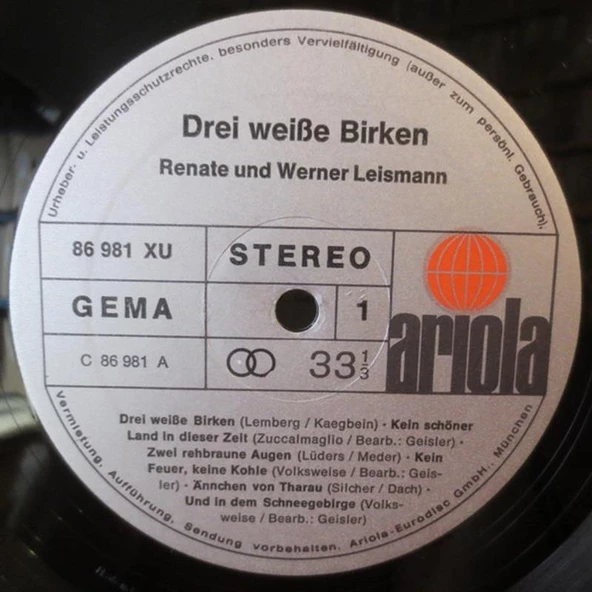 Urheber- u. Leistungsschutzrechte, besonders Vervielfältigung (außer zum persönl. Gebrauch),
Drei weiße Birken
Renate und Werner Leismann
86 981 XU
STEREO
GEMA
1
C 86 981 A
33 1/3
ariola
Drei weiße Birken (Lemberg / Kaegbein) · Kein schöner
Land in dieser Zeit (Zuccalmaglio / Bearb.: Geisler) ·
Zwei rehbraune Augen (Lüders / Meder) · Kein
Feuer, keine Kohle (Volksweise / Bearb.: Geis-
ler) · Ännchen von Tharau (Silcher / Dach) ·
Und in dem Schneegebirge (Volks-
weise / Bearb.: Geisler)
Vermietung, Aufführung, Sendung vorbehalten. Ariola-Eurodisc GmbH., München